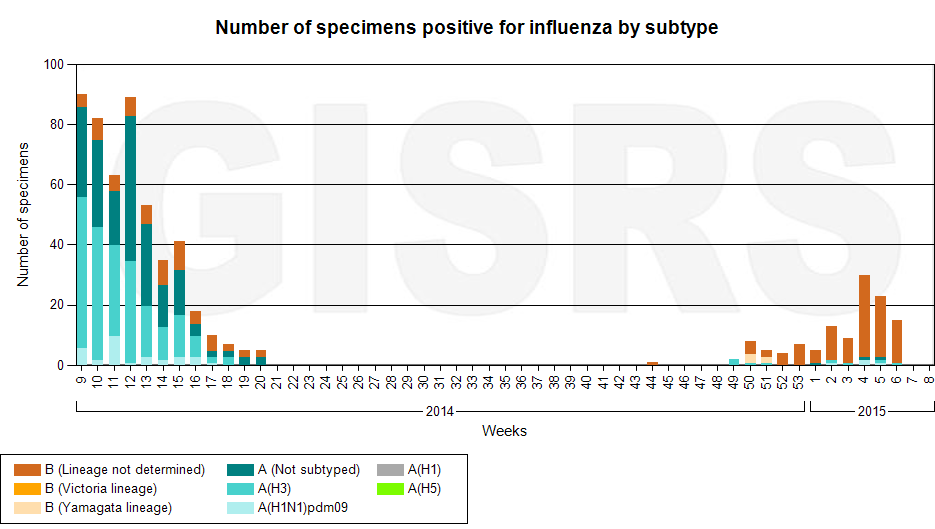 Number of specimens positive for influenza by subtype
GISRS
Number of specimens
100
80
60
40
20
0
9 10 11 12 13 14 15 16 17 18 19 20 21 22 23 24 25 26 27 28 29 30 31 32 33 34 35 36 37 38 39 40 41 42 43 44 45 46 47 48 49 50 51 52 53 1 2 3 4 5 6 7 8
2014 2015
Weeks
B (Lineage not determined) A (Not subtyped) A(H1)
B (Victoria lineage) A(H3) A(H5)
B (Yamagata lineage) A(H1N1)pdm09